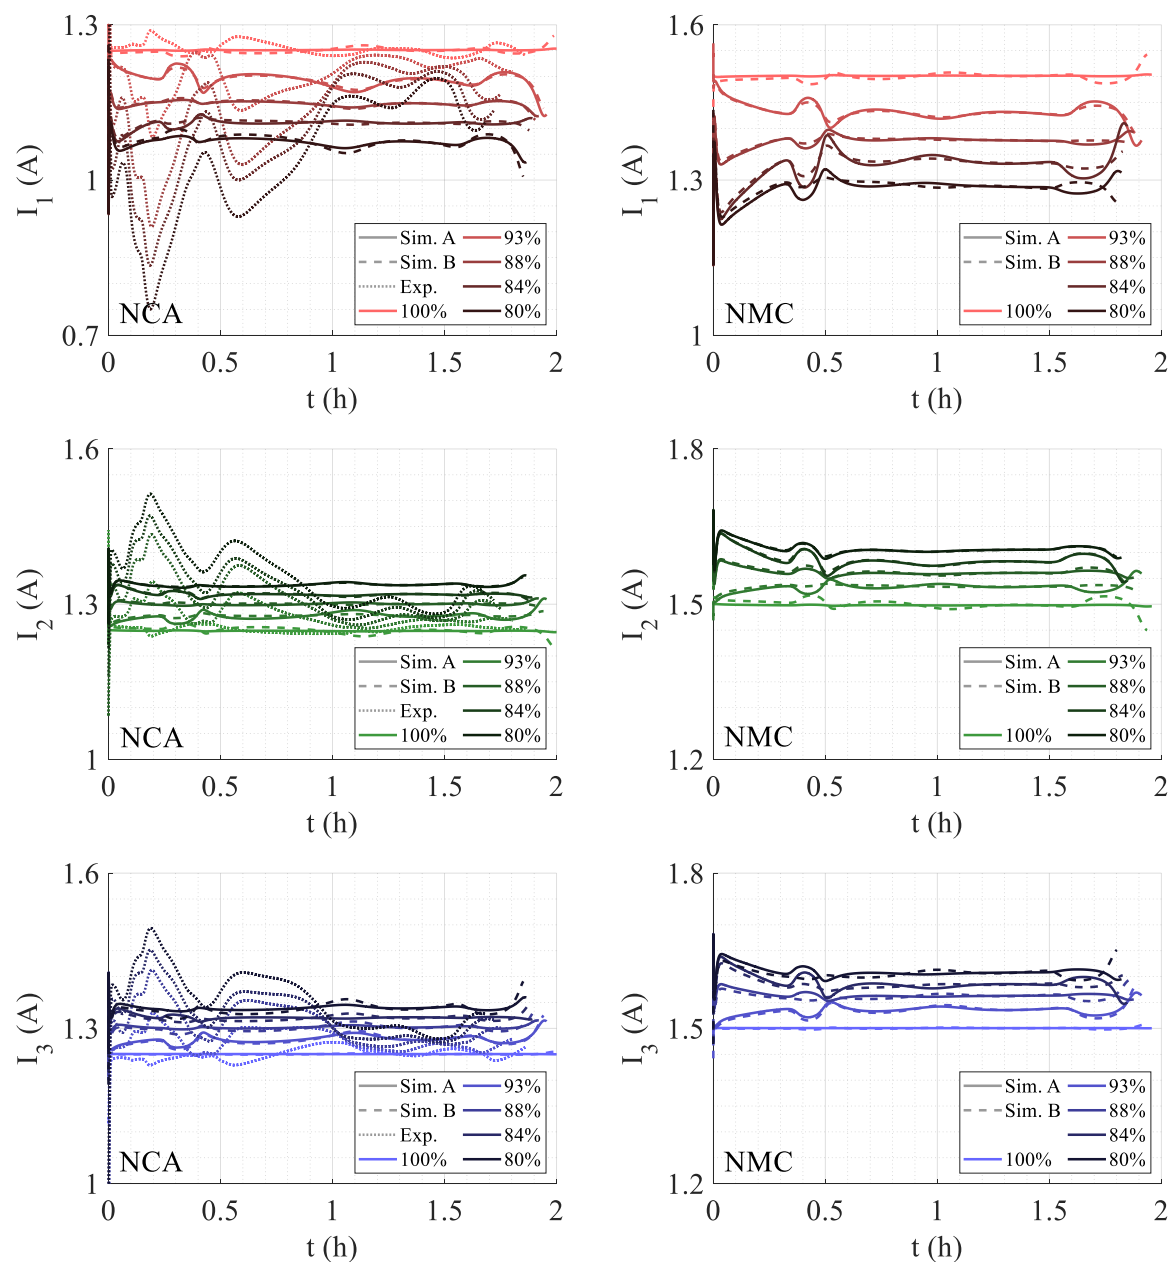 1.3
1
0.7
I1 (A)
Sim. A 93%
Sim. B 88%
Exp. 84%
100% 80%
NCA
0 0.5 1 1.5 2
t (h)
1.6
1.3
1
I1 (A)
Sim. A 93%
Sim. B 88%
84%
100% 80%
NMC
0 0.5 1 1.5 2
t (h)
1.6
1.3
1
I2 (A)
Sim. A 93%
Sim. B 88%
Exp. 84%
100% 80%
NCA
0 0.5 1 1.5 2
t (h)
1.8
1.5
1.2
I2 (A)
Sim. A 93%
Sim. B 88%
84%
100% 80%
NMC
0 0.5 1 1.5 2
t (h)
1.6
1.3
1
I3 (A)
Sim. A 93%
Sim. B 88%
Exp. 84%
100% 80%
NCA
0 0.5 1 1.5 2
t (h)
1.8
1.5
1.2
I3 (A)
Sim. A 93%
Sim. B 88%
84%
100% 80%
NMC
0 0.5 1 1.5 2
t (h)